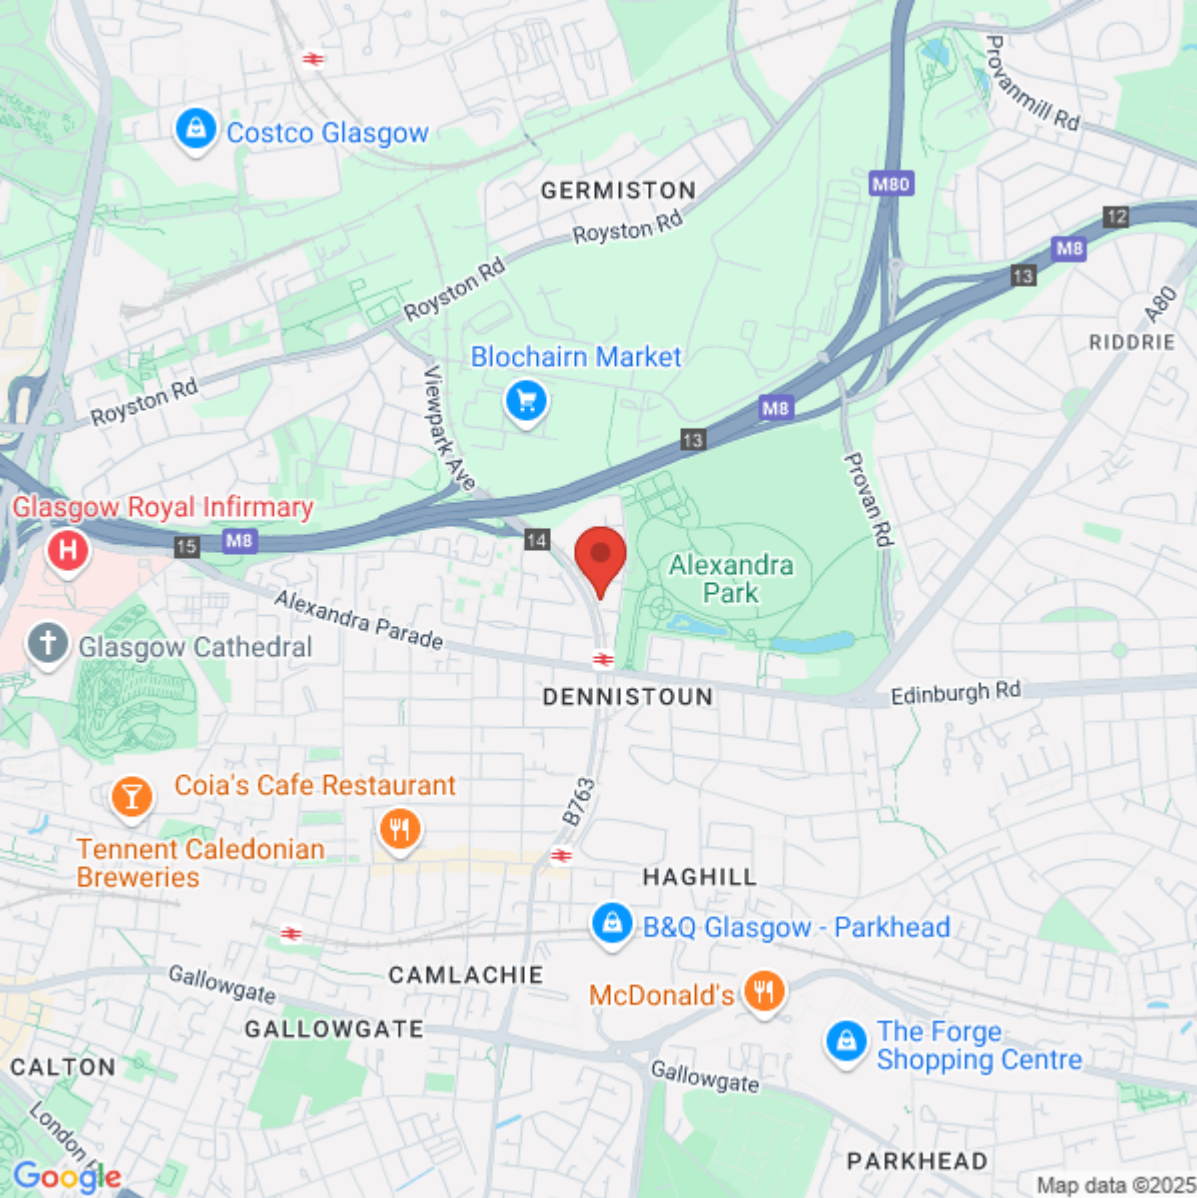 Provanmill Rd
Costco Glasgow
GERMISTON
M80
12
Royston Rd
M8
13
Royston Rd
A80
RIDDRIE
Blochairn Market
Royston Rd
Viewpark Ave
M8
13
Provan Rd
Glasgow Royal Infirmary
H
15
M8
14
Alexandra
Park
Alexandra Parade
Glasgow Cathedral
DENNISTOUN
Edinburgh Rd
Coia's Cafe Restaurant
B763
Tennent Caledonian
Breweries
HAGHILL
B&Q Glasgow - Parkhead
CAMLACHIE
Gallowgate
McDonald's
GALLOWGATE
The Forge
Shopping Centre
CALTON
Gallowgate
London
PARKHEAD
Google
Map data ©2025